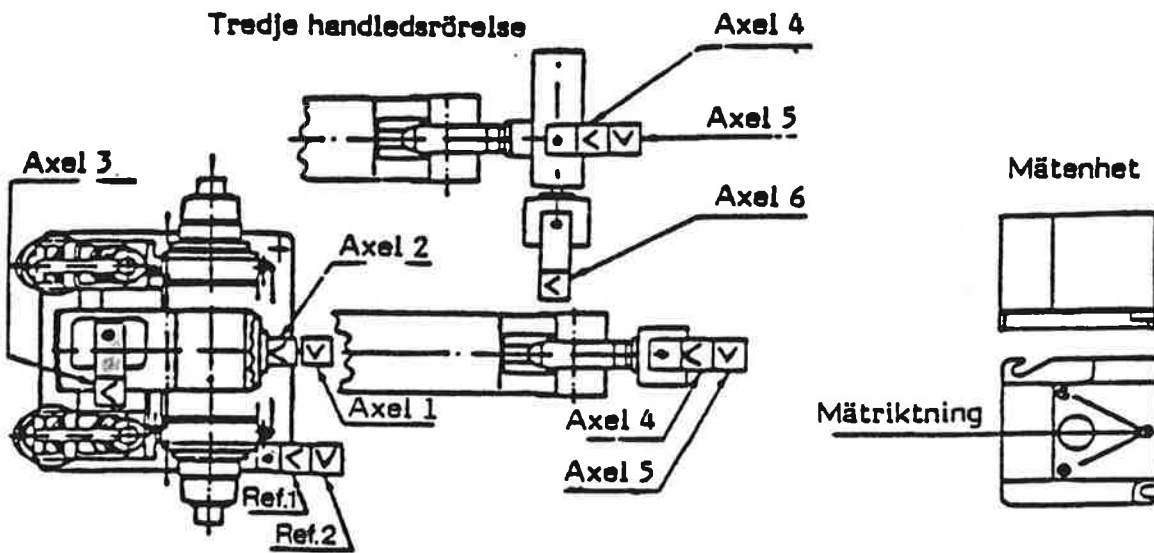 Tredje handledsrörelse
Axel 4
Axel 5
Axel 3
Mätenhet
Axel 6
Axel 2
Axel 1
Axel 4
Mätriktning
Axel 5
Ref.1
Ref.2